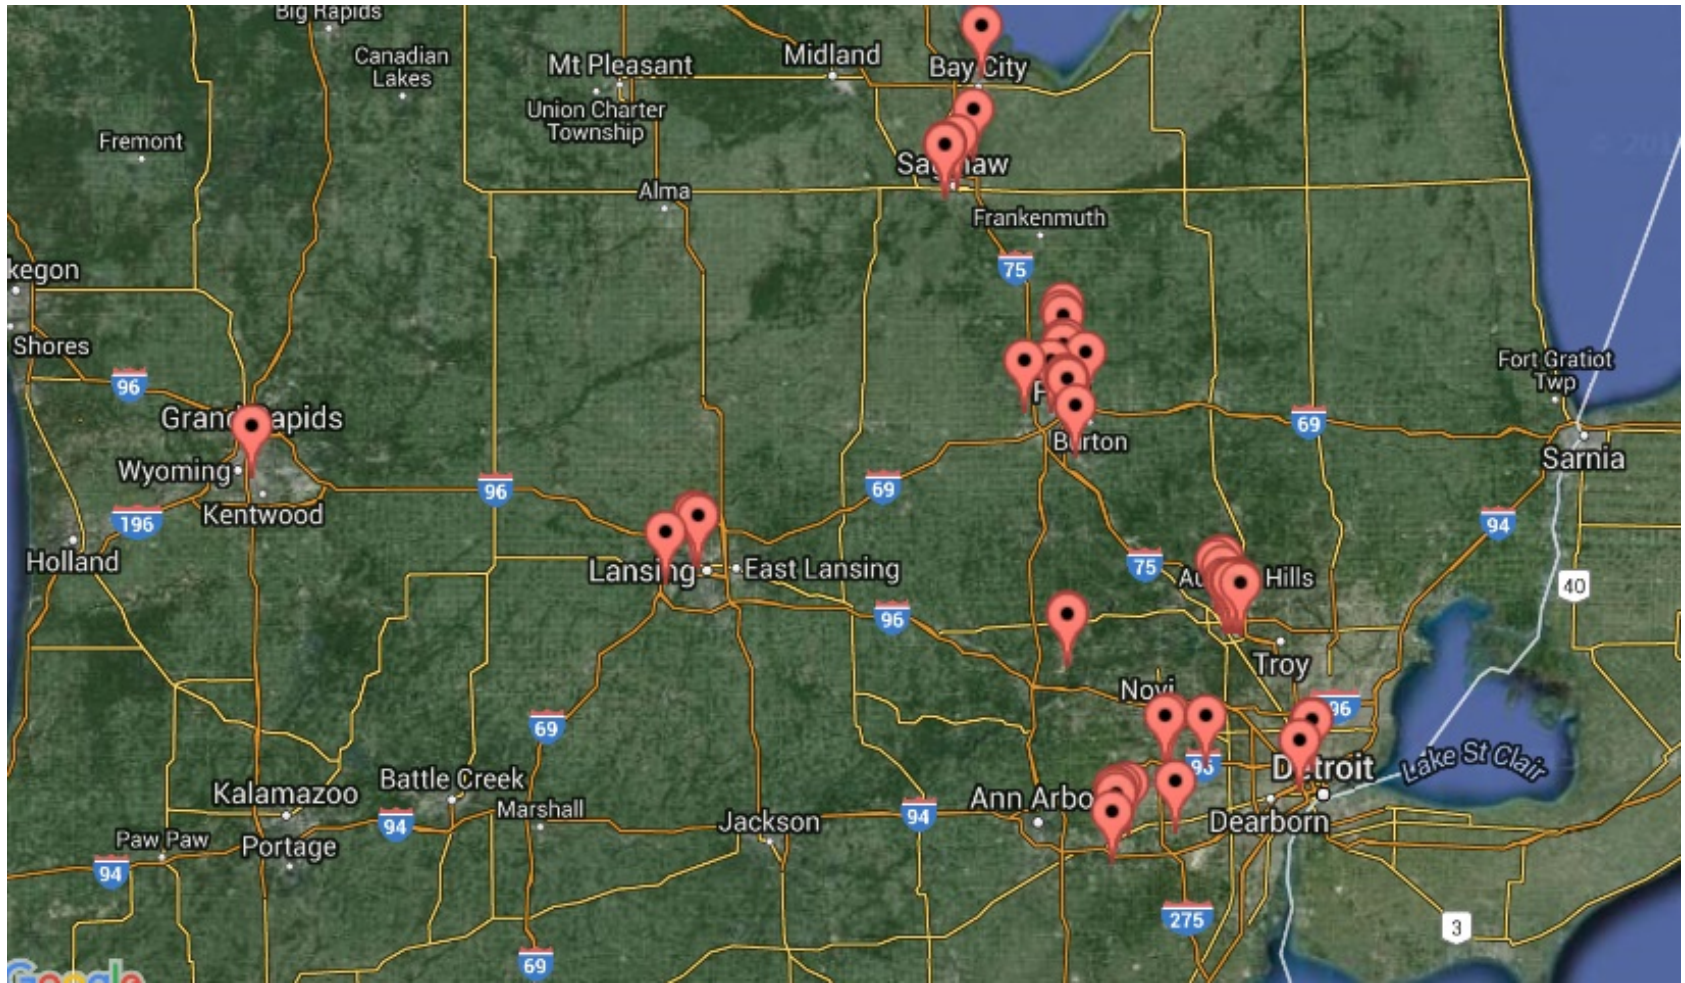 Big Rapids
Canadian
Lakes
Mt Pleasant
Midland
Bay City
Union Charter
Township
Fremont
Alma
Frankenmuth
75
kegon
Shores
96
Wyoming
Kentwood
196
Holland
96
69
Burton
69
Fort Gratiot
Twp
Sarnia
94
40
Lansing
East Lansing
96
75
Hills
Troy
Novi
96
96
Detroit
Lake St Clair
Dearborn
Ann Arbo
94
69
Kalamazoo
Battle Creek
Marshall
Jackson
94
Paw Paw
Portage
94
275
3
69
Google